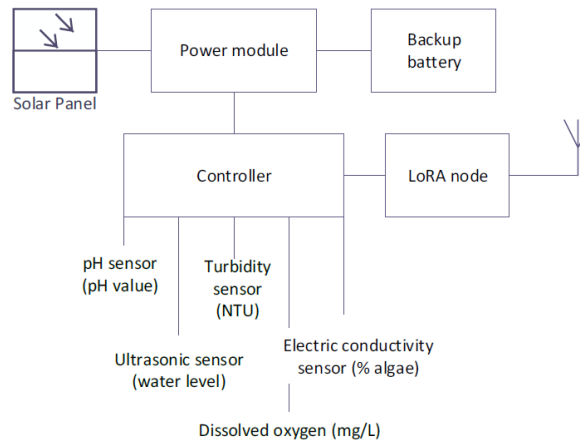 Power module
Backup
battery
Solar Panel
Controller
LoRA node
pH sensor
(pH value)
Turbidity
sensor
(NTU)
Ultrasonic sensor
(water level)
Electric conductivity
sensor (% algae)
Dissolved oxygen (mg/L)